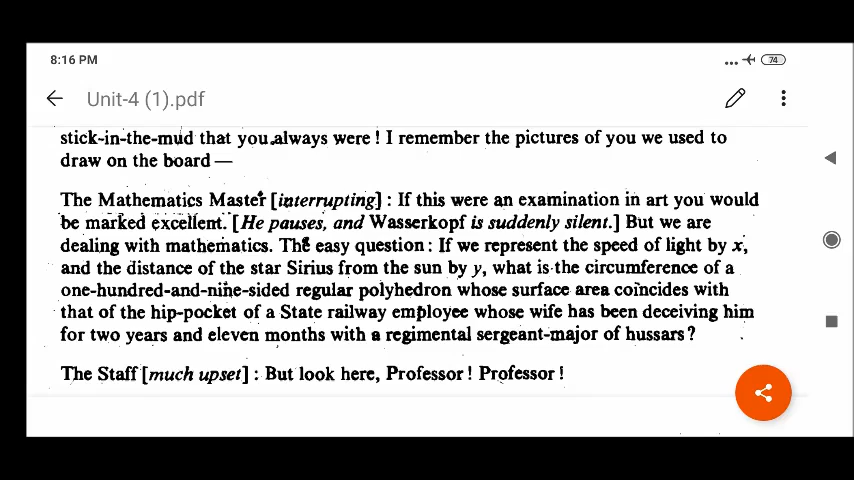 8:16 PM
... 74
Unit-4 (1).pdf
stick-in-the-mud that you always were ! I remember the pictures of you we used to
draw on the board —
The Mathematics Master [interrupting] : If this were an examination in art you would
be marked excellent. [He pauses, and Wasserkopf is suddenly silent.] But we are
dealing with mathematics. The easy question : If we represent the speed of light by x,
and the distance of the star Sirius from the sun by y, what is the circumference of a
one-hundred-and-nine-sided regular polyhedron whose surface area coincides with
that of the hip-pocket of a State railway employee whose wife has been deceiving him
for two years and eleven months with a regimental sergeant-major of hussars ?
The Staff [much upset] : But look here, Professor ! Professor !